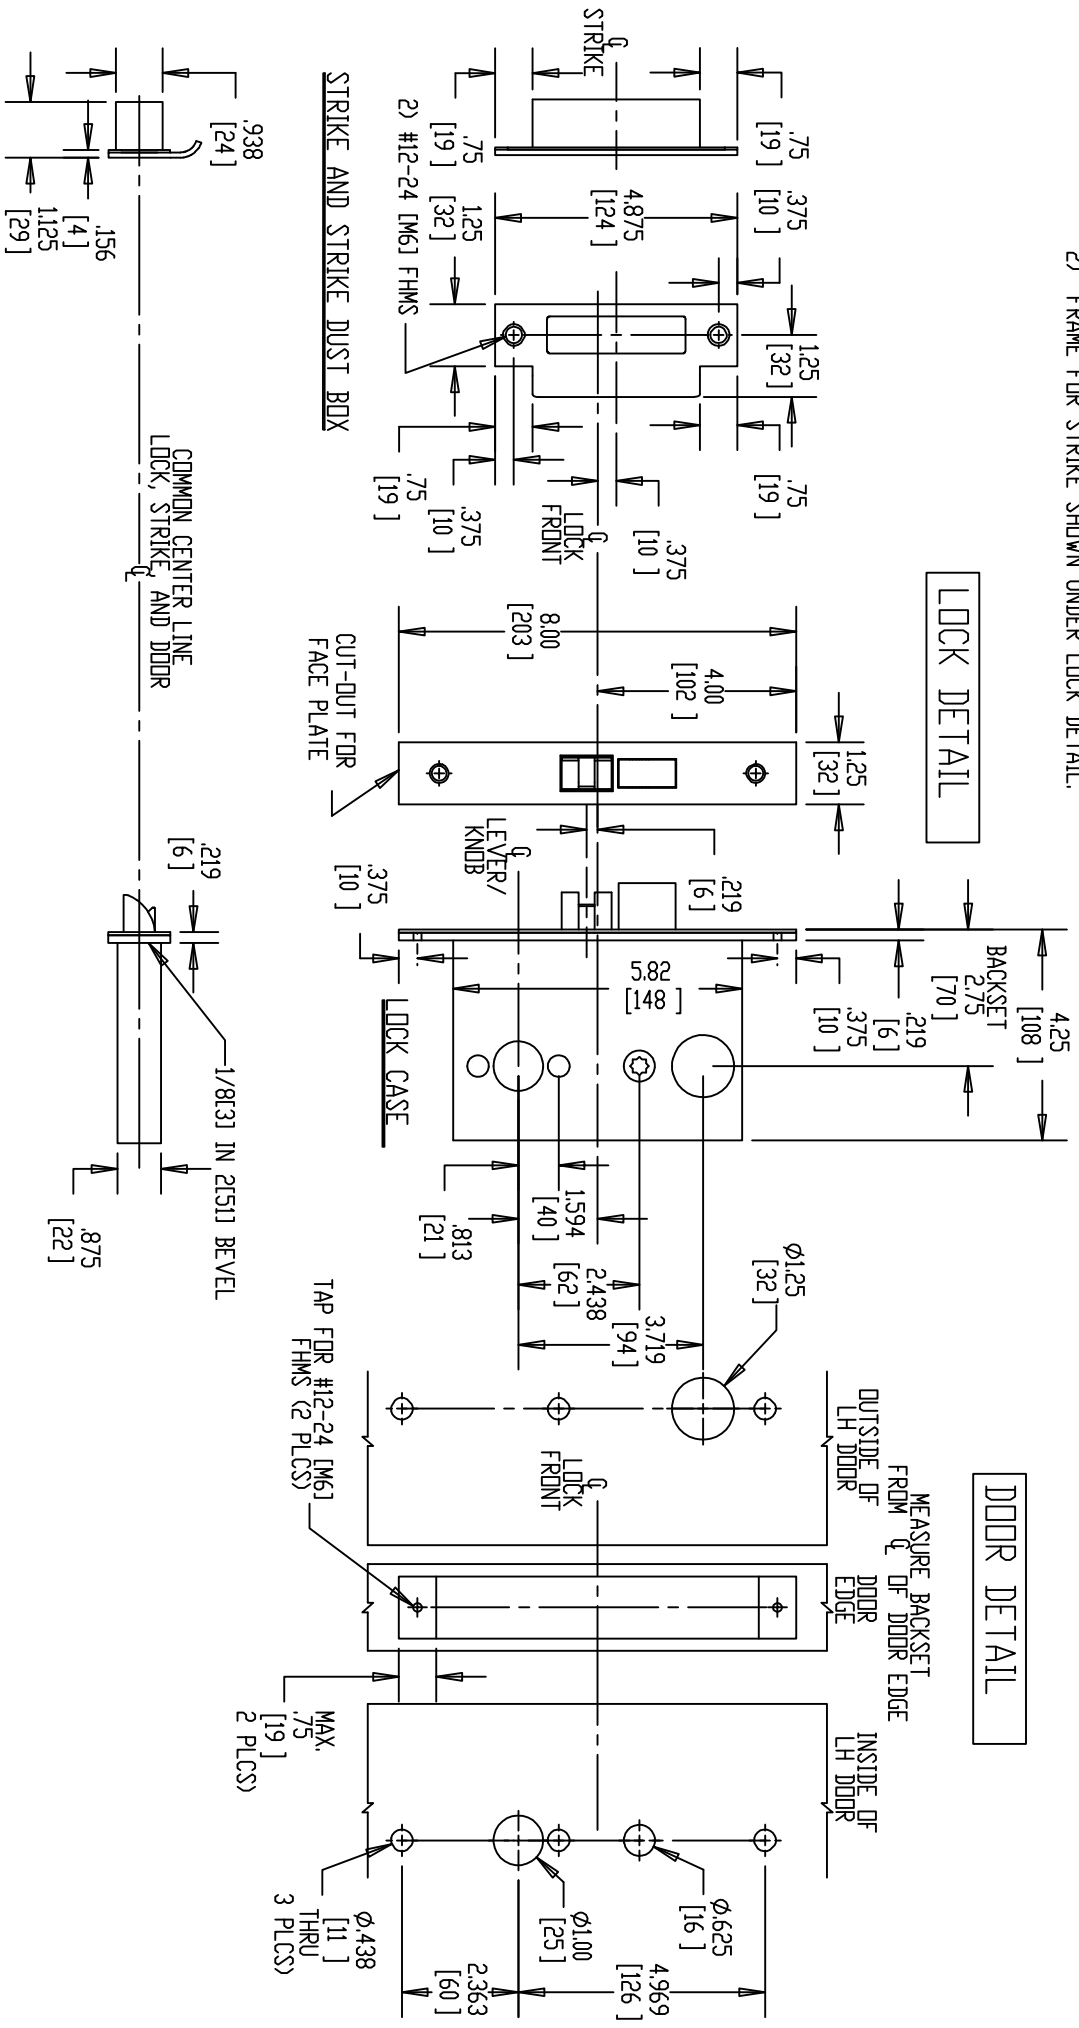 2) FRAME FOR STRIKE SHOWN UNDER LOCK DETAIL.
LOCK DETAIL
DOOR DETAIL
.75
[19 ]
.375
[10 ]
1.25
[32 ]
.75
[19 ]
4.875
[124 ]
℄
STRIKE
.75
[19 ]
1.25
[32 ]
2) #12-24 [M6] FHMS
.75
[19 ]
.375
[10 ]
.375
[10 ]
℄
LOCK
FRONT
STRIKE AND STRIKE DUST BOX
8.00
[203 ]
4.00
[102 ]
1.25
[32 ]
CUT-OUT FOR
FACE PLATE
.219
[6 ]
℄
LEVER/
KNOB
.375
[10 ]
4.25
[108 ]
BACKSET
2.75
[70 ]
.219
[6 ]
.375
[10 ]
5.82
[148 ]
LOCK CASE
1.594
[40 ]
.813
[21 ]
2.438
[62 ]
3.719
[94 ]
Ø1.25
[32 ]
MEASURE BACKSET
FROM ℄ OF DOOR EDGE
OUTSIDE OF
LH DOOR
DOOR
EDGE
INSIDE OF
LH DOOR
℄
LOCK
FRONT
TAP FOR #12-24 [M6]
FHMS (2 PLCS)
MAX.
.75
[19 ]
2 PLCS)
Ø.625
[16 ]
Ø1.00
[25 ]
Ø.438
[11 ]
THRU
3 PLCS)
4.969
[126 ]
2.363
[60 ]
.938
[24 ]
.156
[4 ]
1.125
[29 ]
COMMON CENTER LINE
LOCK, STRIKE, AND DOOR
℄
.219
[6 ]
1/8[3] IN 2[51] BEVEL
.875
[22 ]